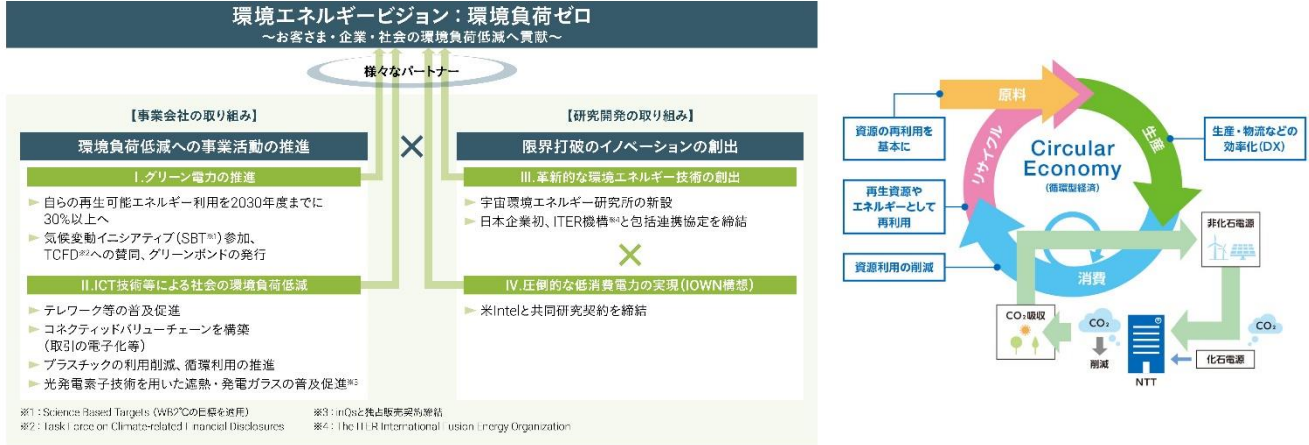 環境エネルギービジョン：環境負荷ゼロ
～お客さま・企業・社会の環境負荷低減へ貢献～
様々なパートナー
【事業会社の取り組み】
環境負荷低減への事業活動の推進
Ⅰ.グリーン電力の推進
自らの再生可能エネルギー利用を2030年度までに
30%以上へ
気候変動イニシアティブ(SBT※1)参加、
TCFD※2への賛同、グリーンボンドの発行
Ⅱ.ICT技術等による社会の環境負荷低減
テレワーク等の普及促進
コネクティッドバリューチェーンを構築
(取引の電子化等)
プラスチックの利用削減、循環利用の推進
光発電素子技術を用いた遮熱・発電ガラスの普及促進※3
×
【研究開発の取り組み】
限界打破のイノベーションの創出
Ⅲ.革新的な環境エネルギー技術の創出
宇宙環境エネルギー研究所の新設
日本企業初、ITER機構※4と包括連携協定を締結
×
Ⅳ.圧倒的な低消費電力の実現(IOWN構想)
米Intelと共同研究契約を締結
※1：Science Based Targets (WB2℃の目標を適用)
※2：Task Force on Climate-related Financial Disclosures
※3：inQsと独占販売契約締結
※4：The ITER International Fusion Energy Organization
原料
資源の再利用を
基本に
リサイクル
生産
生産・物流などの
効率化(DX)
Circular
Economy
(循環型経済)
再生資源や
エネルギーとして
再利用
非化石電源
資源利用の削減
消費
CO₂吸収
CO₂
削減
NTT
CO₂
化石電源